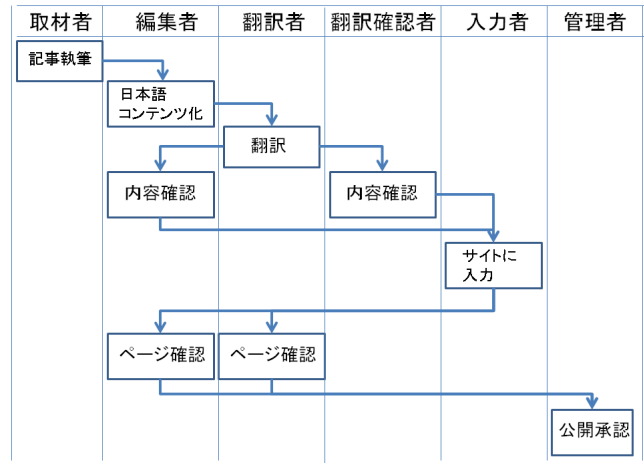 取材者 編集者 翻訳者 翻訳確認者 入力者 管理者
記事執筆
日本語
コンテンツ化
翻訳
内容確認 内容確認
サイトに
入力
ページ確認 ページ確認
公開承認